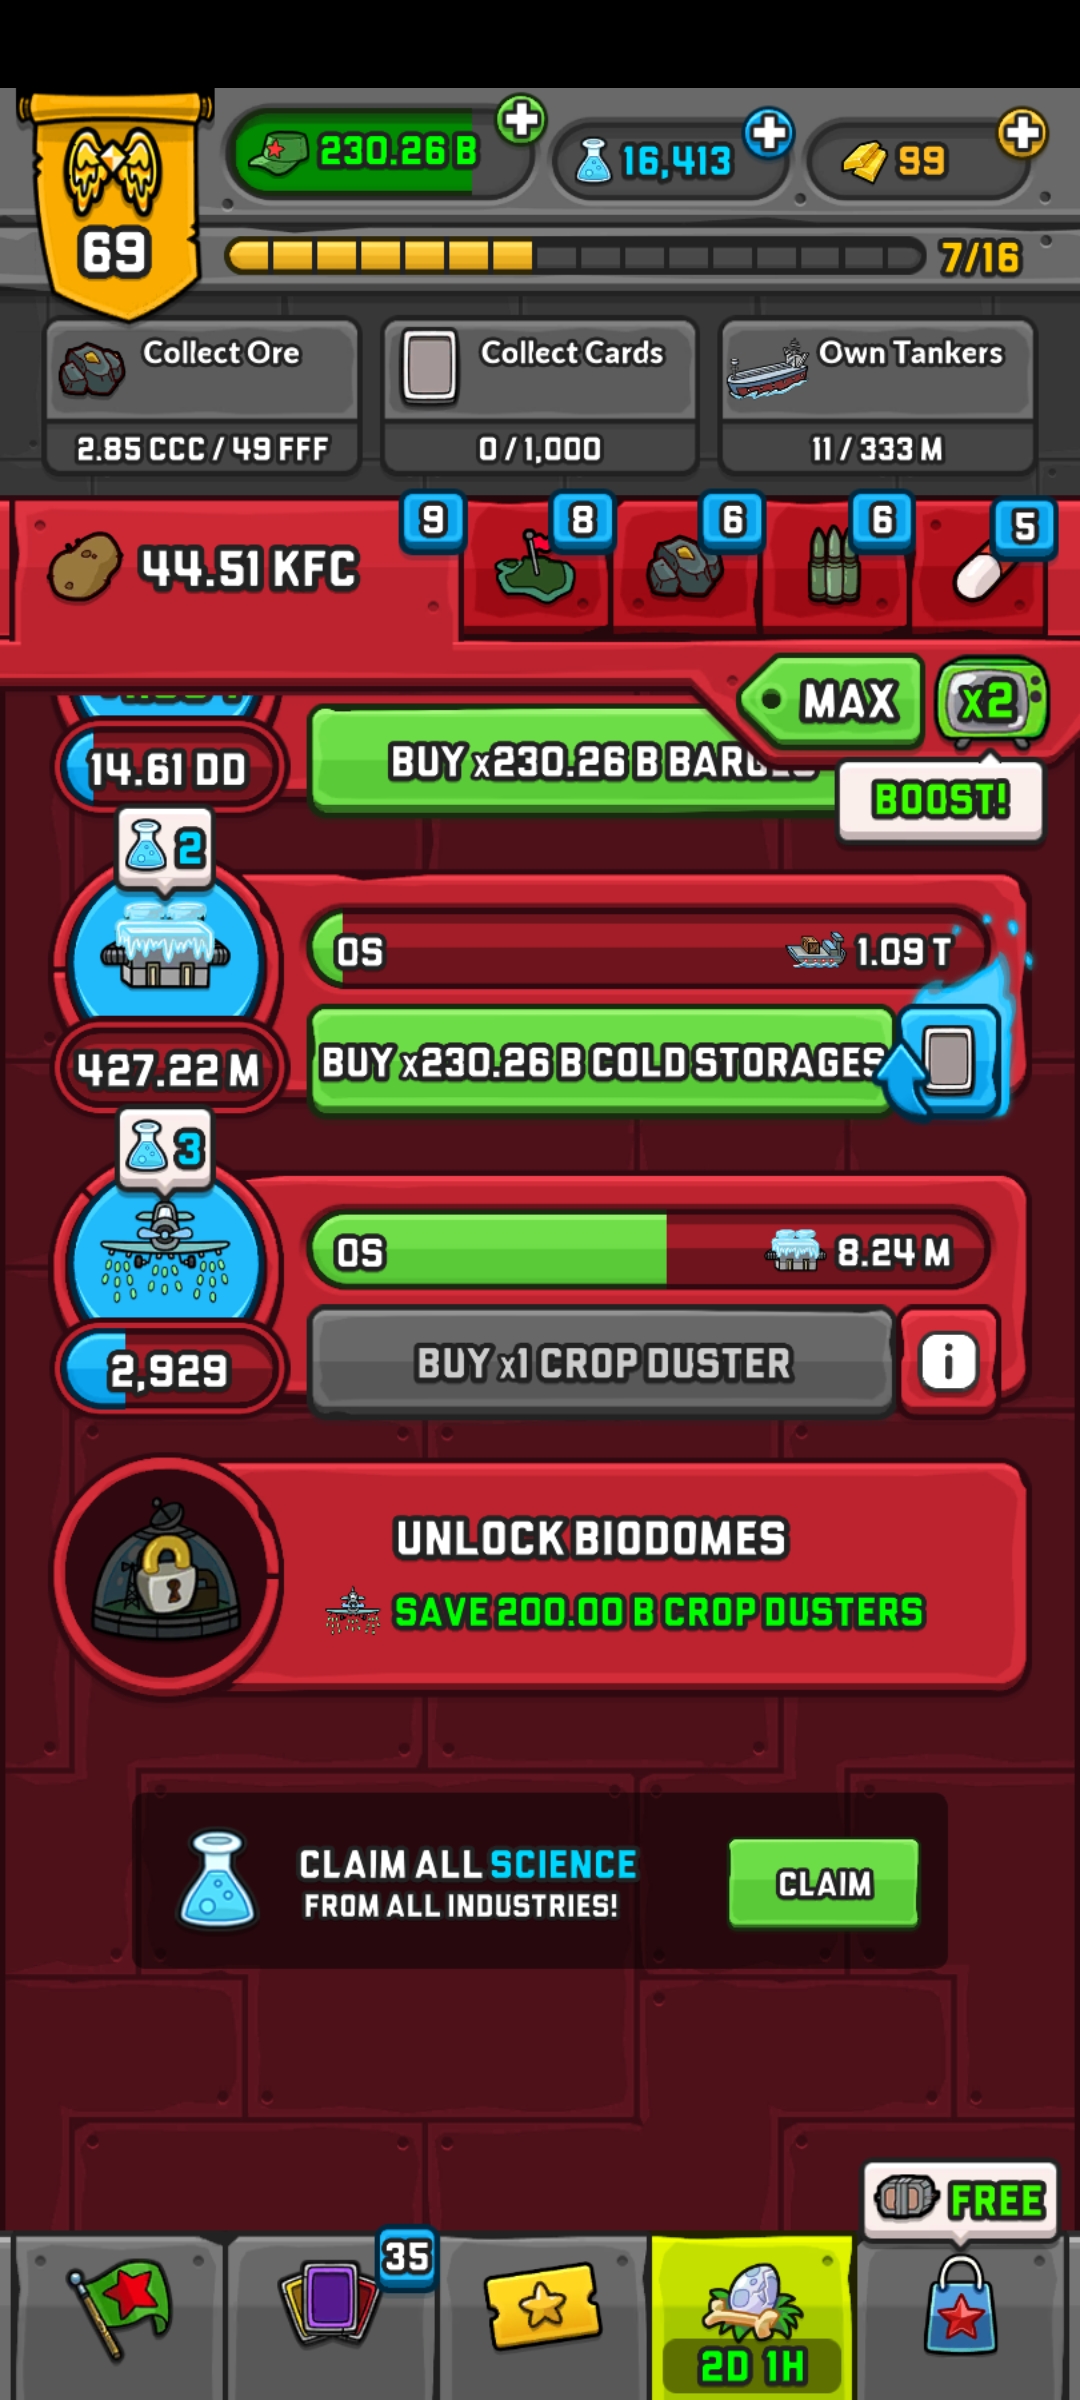 230.26 B
16,413
99
69
7/16
Collect Ore
2.85 CCC / 49 FFF
Collect Cards
0 / 1,000
Own Tankers
11 / 333 M
44.51 KFC
9
8
6
6
5
MAX
x2
BOOST!
14.61 DD
BUY x230.26 B
2
0S
1.09 T
427.22 M
BUY x230.26 B COLD STORAGES
3
0S
8.24 M
2,929
BUY x1 CROP DUSTER
i
UNLOCK BIODOMES
SAVE 200.00 B CROP DUSTERS
CLAIM ALL SCIENCE
FROM ALL INDUSTRIES!
CLAIM
FREE
35
2D 1H